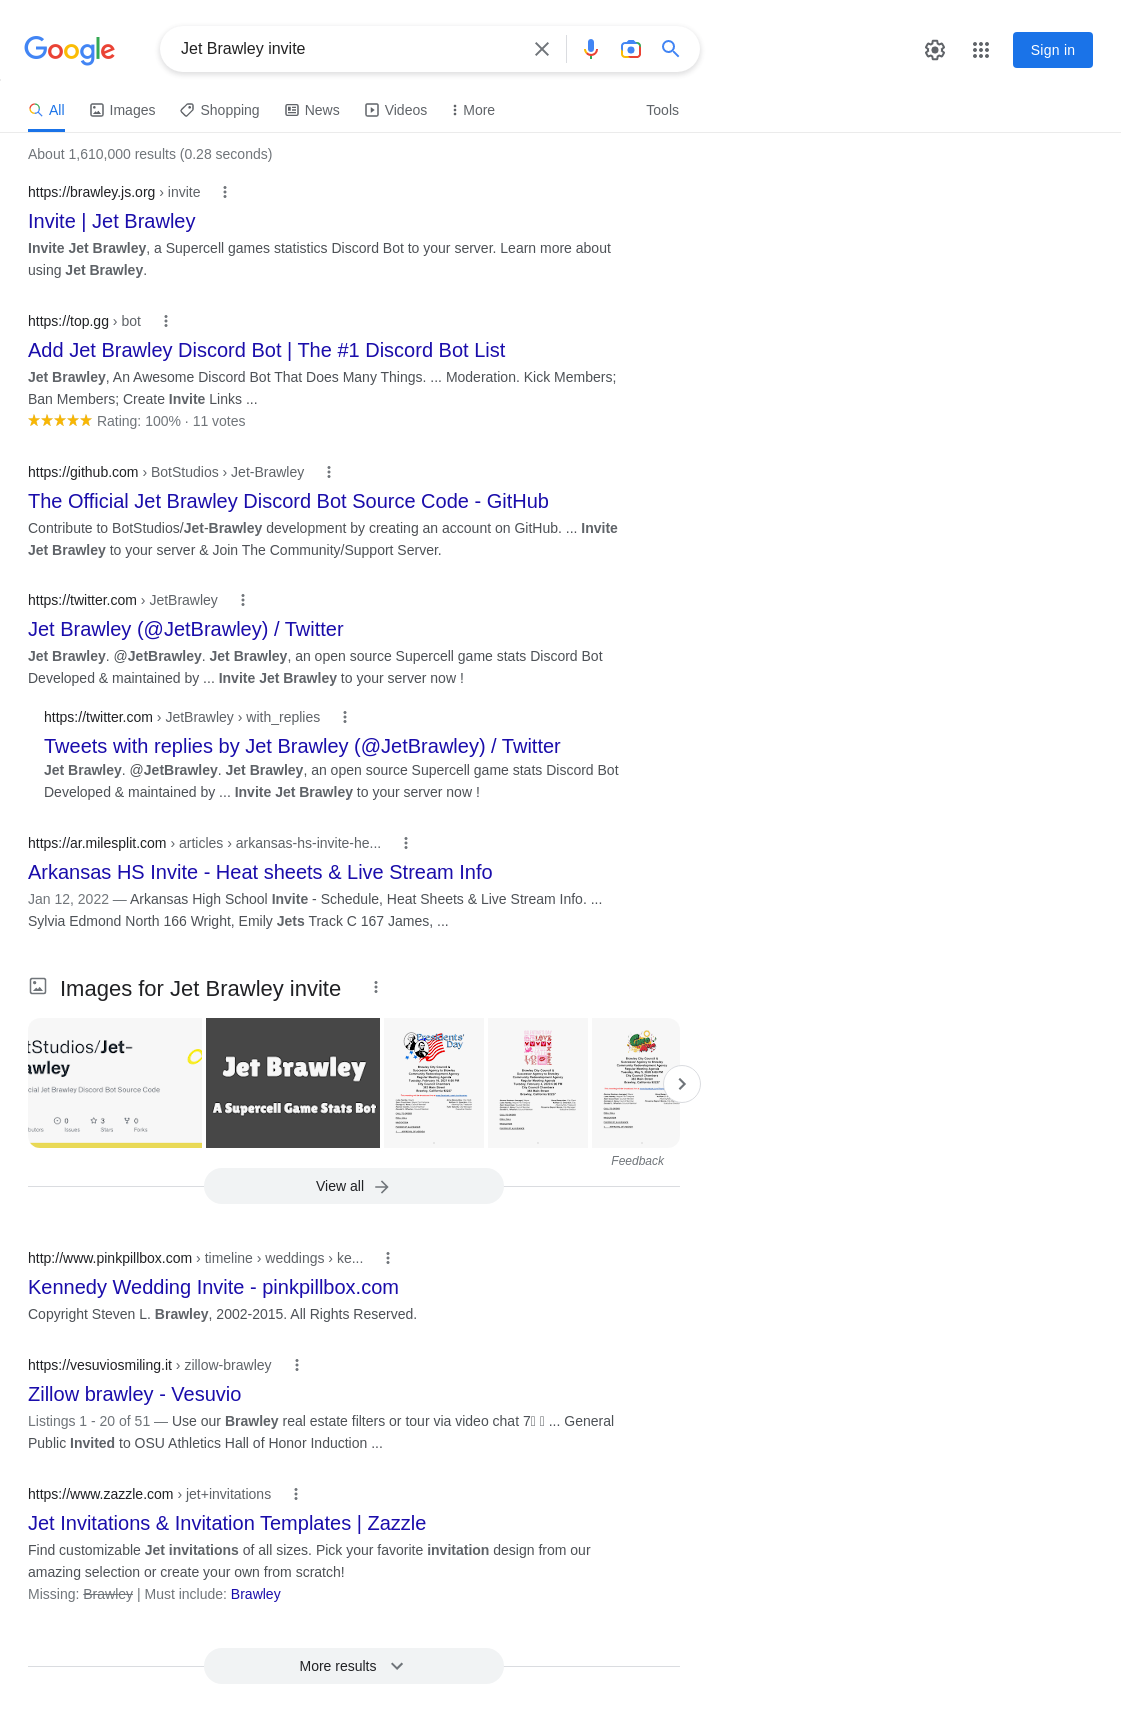 Google
Jet Brawley invite
Sign in
All
Images
Shopping
News
Videos
More
Tools
About 1,610,000 results (0.28 seconds)
https://brawley.js.org › invite
Invite | Jet Brawley
Invite Jet Brawley, a Supercell games statistics Discord Bot to your server. Learn more about
using Jet Brawley.
https://top.gg › bot
Add Jet Brawley Discord Bot | The #1 Discord Bot List
Jet Brawley, An Awesome Discord Bot That Does Many Things. ... Moderation. Kick Members;
Ban Members; Create Invite Links ...
Rating: 100% · 11 votes
https://github.com › BotStudios › Jet-Brawley
The Official Jet Brawley Discord Bot Source Code - GitHub
Contribute to BotStudios/Jet-Brawley development by creating an account on GitHub. ... Invite
Jet Brawley to your server & Join The Community/Support Server.
https://twitter.com › JetBrawley
Jet Brawley (@JetBrawley) / Twitter
Jet Brawley. @JetBrawley. Jet Brawley, an open source Supercell game stats Discord Bot
Developed & maintained by ... Invite Jet Brawley to your server now !
https://twitter.com › JetBrawley › with_replies
Tweets with replies by Jet Brawley (@JetBrawley) / Twitter
Jet Brawley. @JetBrawley. Jet Brawley, an open source Supercell game stats Discord Bot
Developed & maintained by ... Invite Jet Brawley to your server now !
https://ar.milesplit.com › articles › arkansas-hs-invite-he...
Arkansas HS Invite - Heat sheets & Live Stream Info
Jan 12, 2022 — Arkansas High School Invite - Schedule, Heat Sheets & Live Stream Info. ...
Sylvia Edmond North 166 Wright, Emily Jets Track C 167 James, ...
Images for Jet Brawley invite
tStudios/Jet-
awley
cial Jet Brawley Discord Bot Source Code
0
3
0
Issues
Stars
Forks
Jet Brawley
A Supercell Game Stats Bot
Presidents'
Day
LOVE
Feedback
View all
http://www.pinkpillbox.com › timeline › weddings › ke...
Kennedy Wedding Invite - pinkpillbox.com
Copyright Steven L. Brawley, 2002-2015. All Rights Reserved.
https://vesuviosmiling.it › zillow-brawley
Zillow brawley - Vesuvio
Listings 1 - 20 of 51 — Use our Brawley real estate filters or tour via video chat 7 ... General
Public Invited to OSU Athletics Hall of Honor Induction ...
https://www.zazzle.com › jet+invitations
Jet Invitations & Invitation Templates | Zazzle
Find customizable Jet invitations of all sizes. Pick your favorite invitation design from our
amazing selection or create your own from scratch!
Missing: Brawley | Must include: Brawley
More results